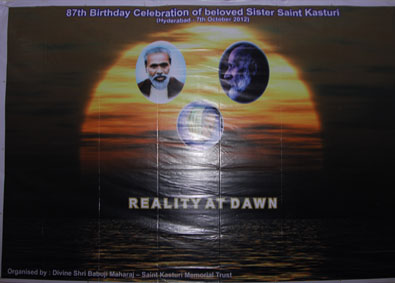 87th Birthday Celebration of beloved Sister Saint Kasturi
(Hyderabad - 7th October 2012)
REALITY AT DAWN
Organised by : Divine Shri Babuji Maharaj – Saint Kasturi Memorial Trust